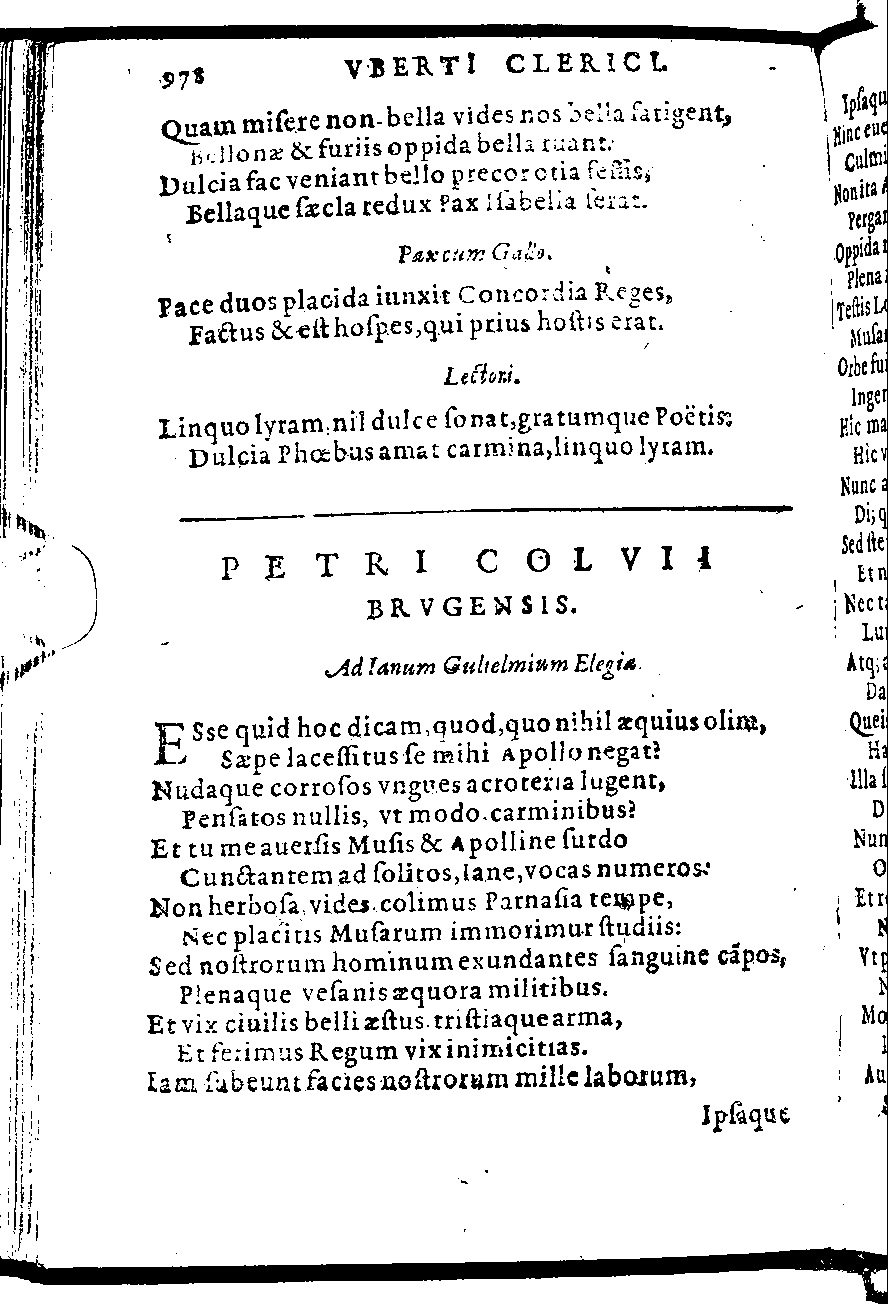 978 VBERTI CLERICI.
Quam miſere non-bella vides nos bella fatigent,
Bellonæ & furiis oppida bella ruant.
Dulcia fac veniant bello precor otia feſſis,
Bellaque ſæcla redux Pax Iſabella ferat.
Pax cum Gallo.
Pace duos placida iunxit Concordia Reges,
Factus & eſt hoſpes, qui prius hoſtis erat.
Lectori.
Linquo lyram, nil dulce ſonat, gratumque Poëtis:
Dulcia Phœbus amat carmina, linquo lyram.
PETRI COLVII
BRVGENSIS.
Ad Ianum Gulielmium Elegia.
ESse quid hoc dicam, quod, quo nihil æquius olim,
Sæpe laceſſitus ſe mihi Apollo negat?
Nudaque corroſos vngues acroteria lugent,
Penſatos nullis, vt modo carminibus?
Et tu me auerſis Muſis & Apolline ſurdo
Cunctantem ad ſolitos, Iane, vocas numeros?
Non herboſa, vides, colimus Parnaſia tempe,
Nec placitis Muſarum immorimur ſtudiis:
Sed noſtrorum hominum exundantes ſanguine cāpos,
Plenaque veſanis æquora militibus.
Et vix ciuilis belli æſtus triſtiaque arma,
Et ferimus Regum vix inimicitias.
Iam ſubeunt facies noſtrorum mille laborum,
Ipſaque
Ipſaqu
Hinc eue
Culmi
Non ita A
Pergar
Oppida
Plena
Teſtis L
Muſa
Orbe fu
Inger
Hic ma
Hic v
Nunc a
Di; q
Sed ſte
Et n
Nec t
Lu
Atq; a
Da
Quei
Ha
Illa ſ
D
Nun
O
Et r
N
Vt p
N
Mo
I
Au